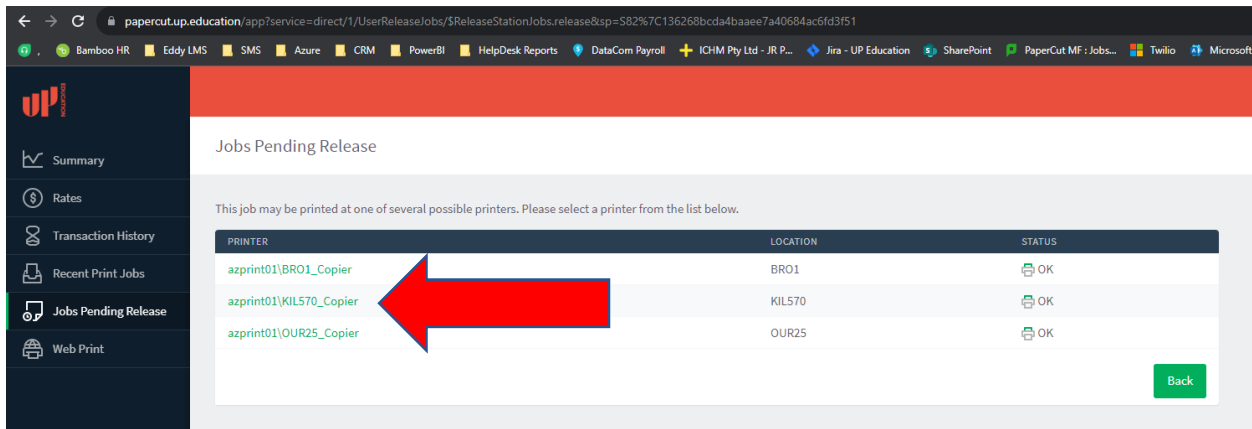 papercut.up.education/app?service=direct/1/UserReleaseJobs/$ReleaseStationJobs.release&sp=S82%7C136268bcda4baaee7a40684ac6fd3f51
, Bamboo HR Eddy LMS SMS Azure CRM PowerBI HelpDesk Reports DataCom Payroll ICHM Pty Ltd - JR P... Jira - UP Education SharePoint PaperCut MF : Jobs... Twilio Microsoft
UP EDUCATION
Jobs Pending Release
Summary
Rates
Transaction History
Recent Print Jobs
Jobs Pending Release
Web Print
This job may be printed at one of several possible printers. Please select a printer from the list below.
PRINTER LOCATION STATUS
azprint01\BRO1_Copier BRO1 OK
azprint01\KIL570_Copier KIL570 OK
azprint01\OUR25_Copier OUR25 OK
Back